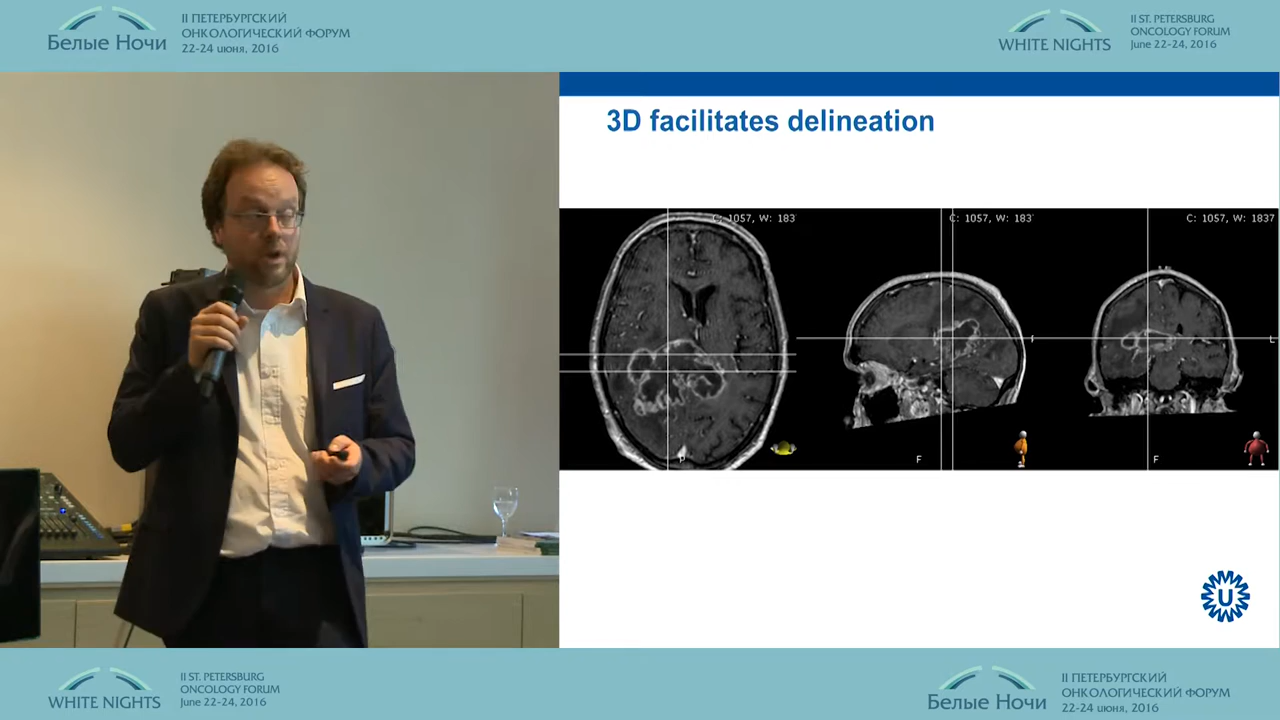 Белые Ночи
II ПЕТЕРБУРГСКИЙ
ОНКОЛОГИЧЕСКИЙ ФОРУМ
22-24 июня, 2016
WHITE NIGHTS
II ST. PETERSBURG
ONCOLOGY FORUM
June 22-24, 2016
3D facilitates delineation
C: 1057, W: 183
C: 1057, W: 183
C: 1057, W: 1837
L
P
F
F
U
WHITE NIGHTS
II ST. PETERSBURG
ONCOLOGY FORUM
June 22-24, 2016
Белые Ночи
II ПЕТЕРБУРГСКИЙ
ОНКОЛОГИЧЕСКИЙ ФОРУМ
22-24 июня, 2016